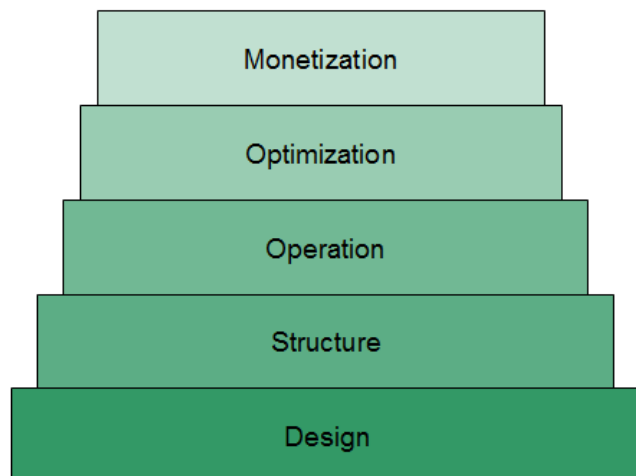 Monetization
Optimization
Operation
Structure
Design